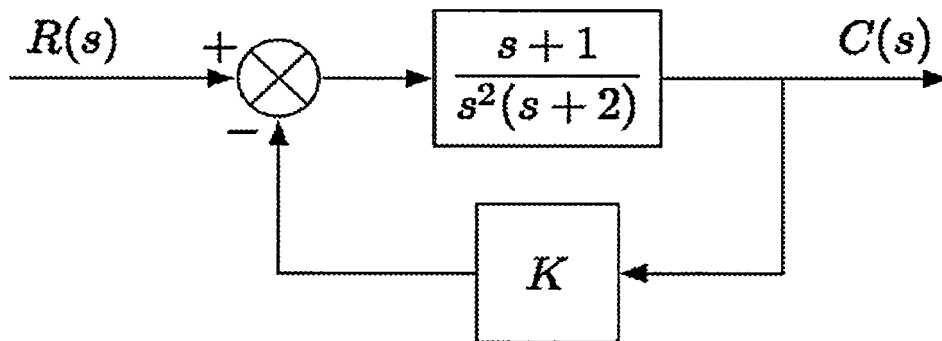 R(s)
+
−
s + 1
s²(s + 2)
C(s)
K